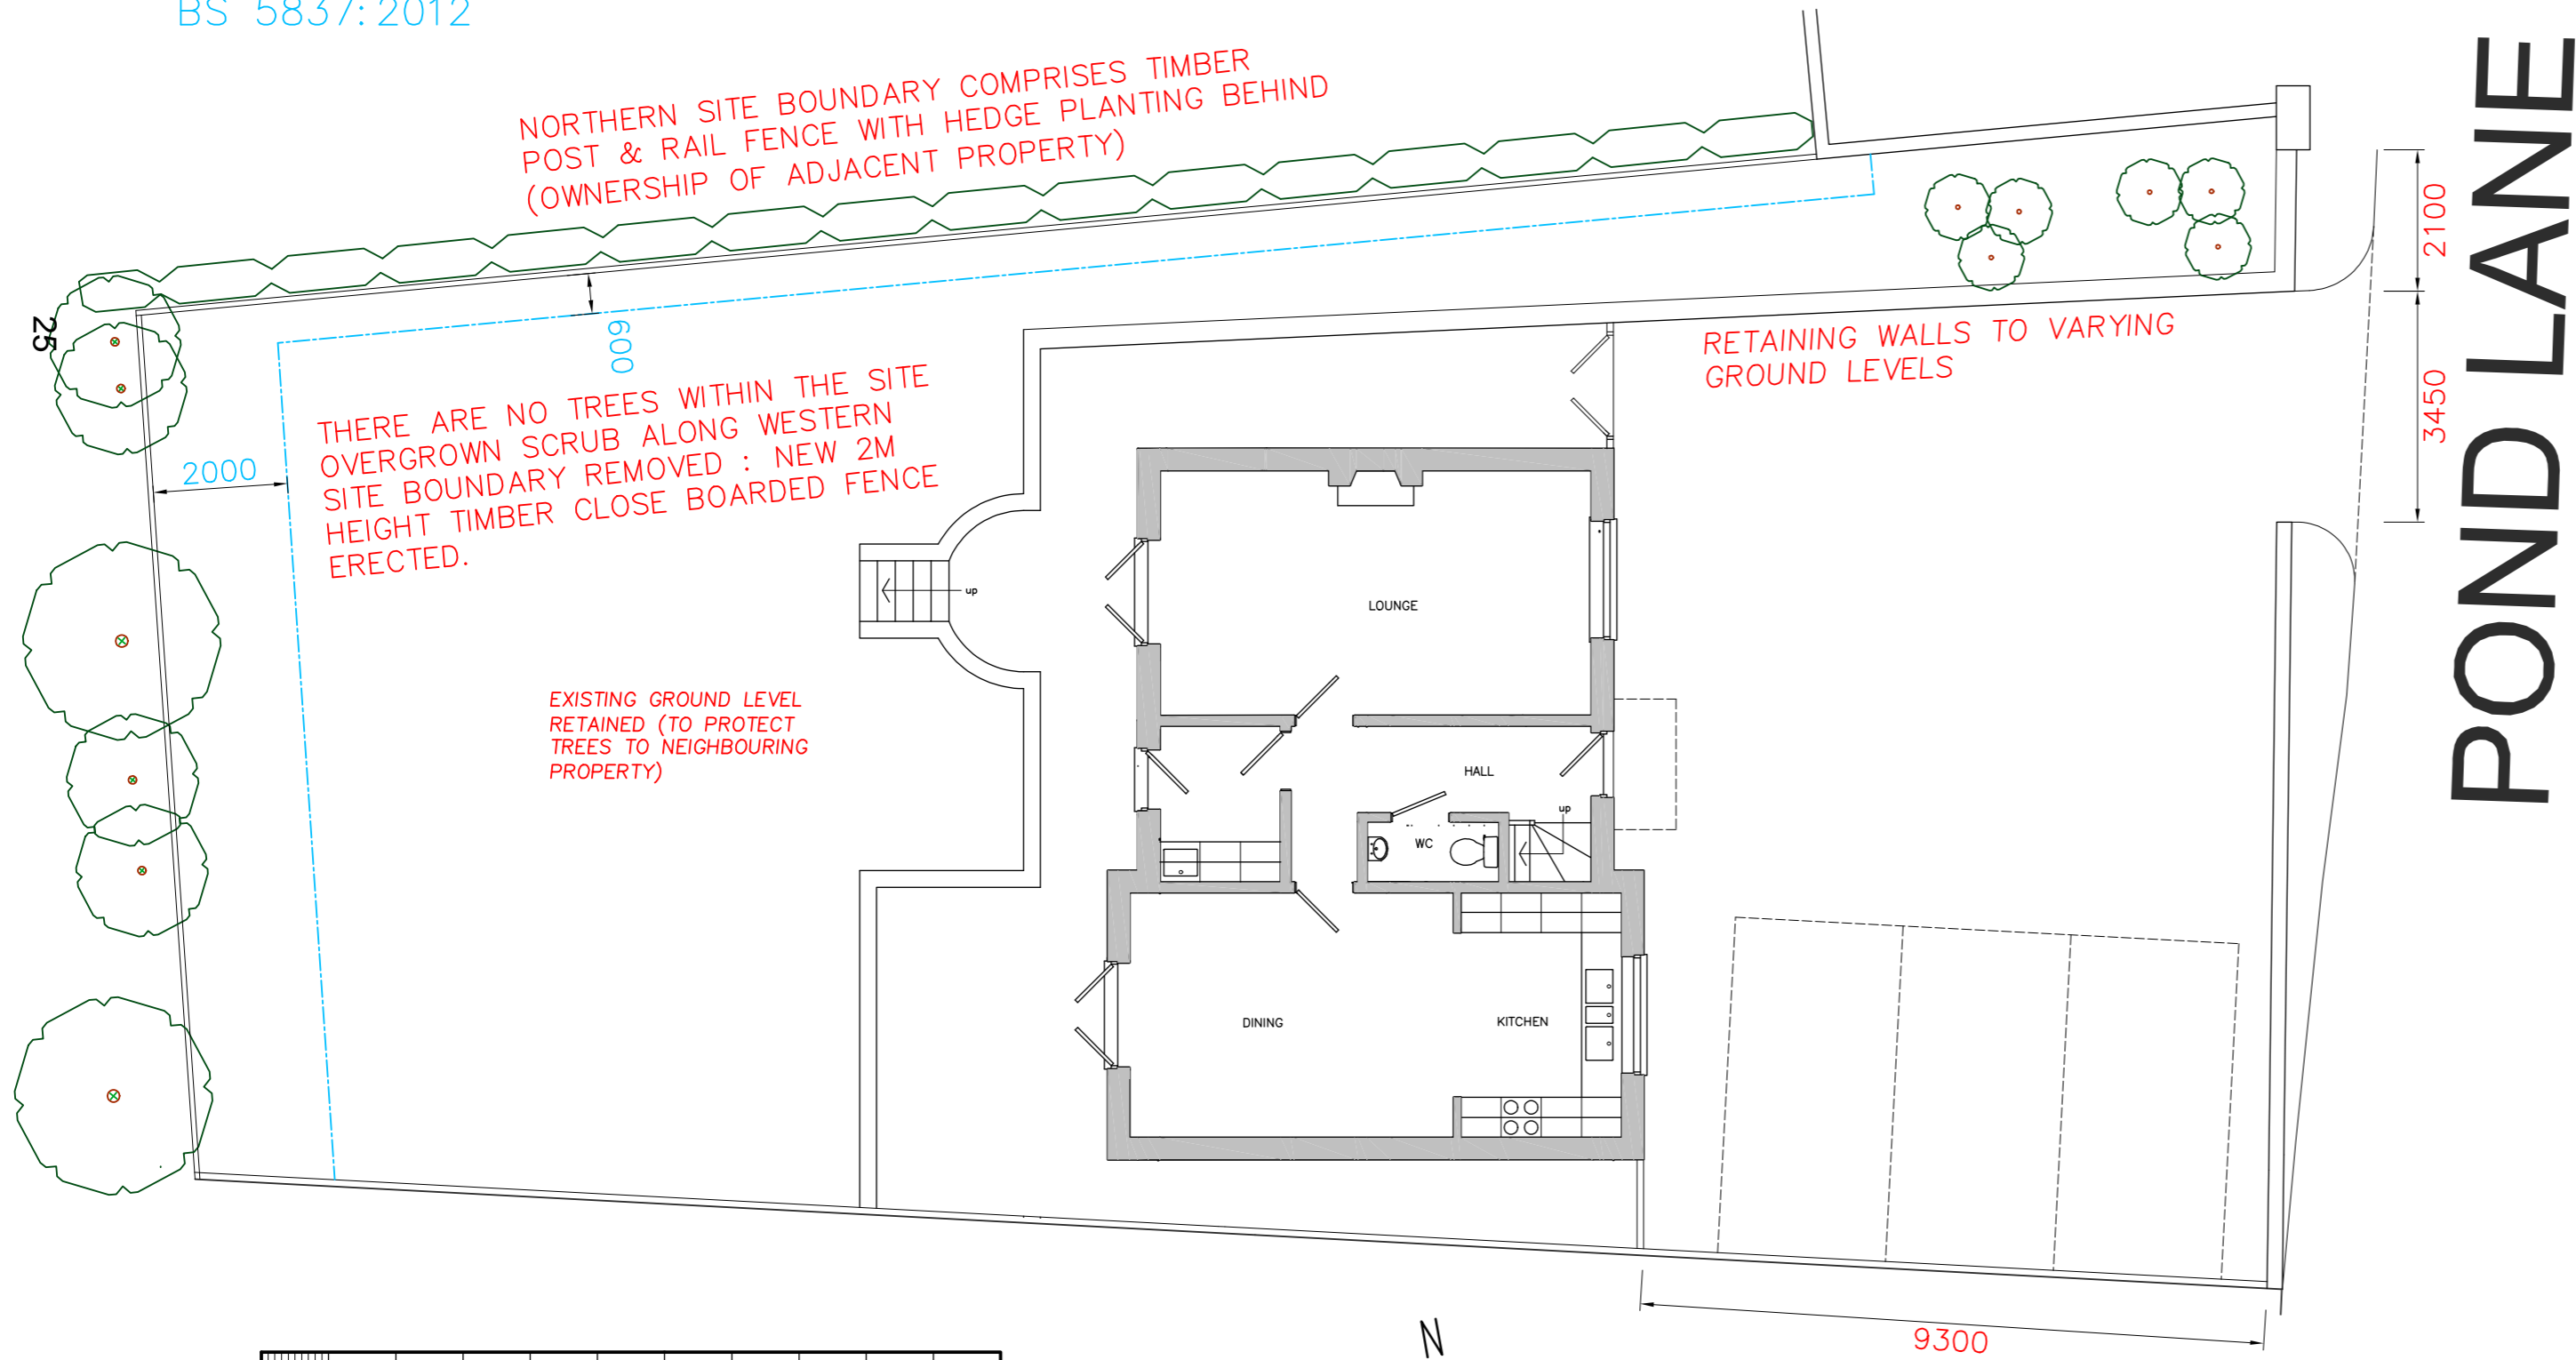 BS 5837:2012
NORTHERN SITE BOUNDARY COMPRISES TIMBER
POST & RAIL FENCE WITH HEDGE PLANTING BEHIND
(OWNERSHIP OF ADJACENT PROPERTY)
POND LANE
2100
3450
25
600
RETAINING WALLS TO VARYING
GROUND LEVELS
THERE ARE NO TREES WITHIN THE SITE
OVERGROWN SCRUB ALONG WESTERN
SITE BOUNDARY REMOVED : NEW 2M
HEIGHT TIMBER CLOSE BOARDED FENCE
ERECTED.
2000
up
LOUNGE
EXISTING GROUND LEVEL
RETAINED (TO PROTECT
TREES TO NEIGHBOURING
PROPERTY)
HALL
up
WC
DINING
KITCHEN
N
9300